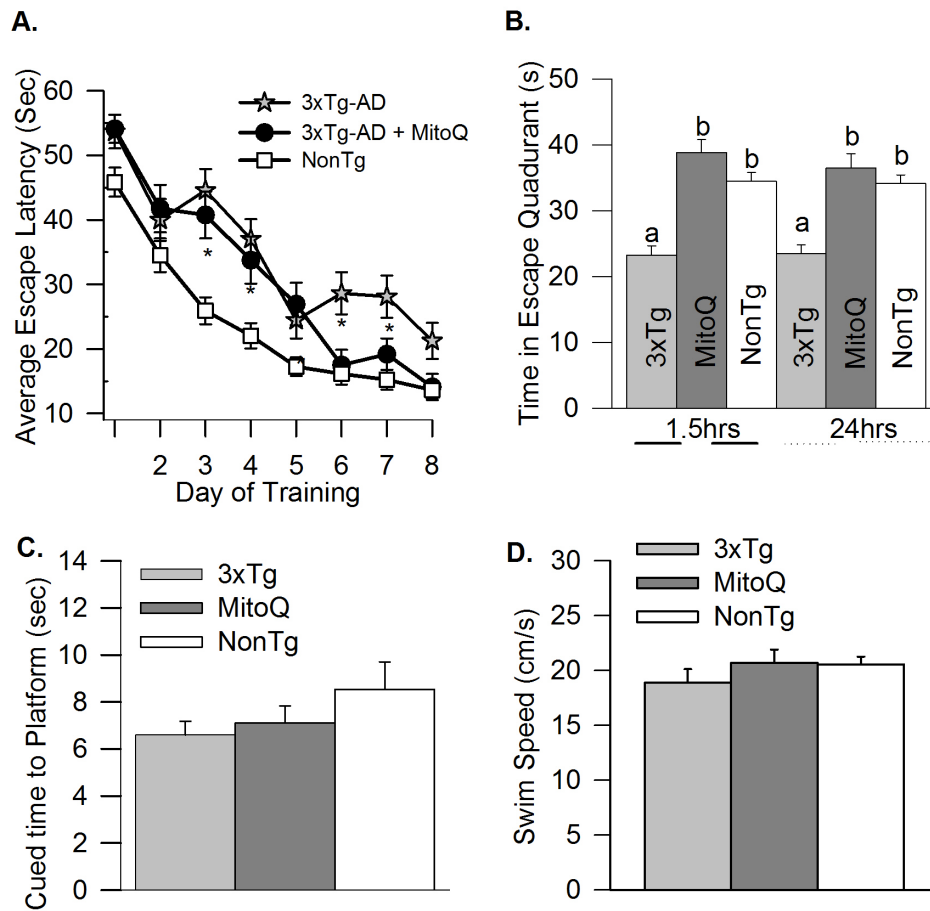 A.
Average Escape Latency (Sec)
60
50
40
30
20
10
3xTg-AD
3xTg-AD + MitoQ
NonTg
*
*
*
*
*
2 3 4 5 6 7 8
Day of Training
B.
Time in Escape Quadurant (s)
50
40
30
20
10
0
a b b a b b
3xTg MitoQ NonTg 3xTg MitoQ NonTg
1.5hrs 24hrs
C.
Cued time to Platform (sec)
14
12
10
8
6
4
2
0
3xTg
MitoQ
NonTg
D.
Swim Speed (cm/s)
30
25
20
15
10
5
0
3xTg
MitoQ
NonTg